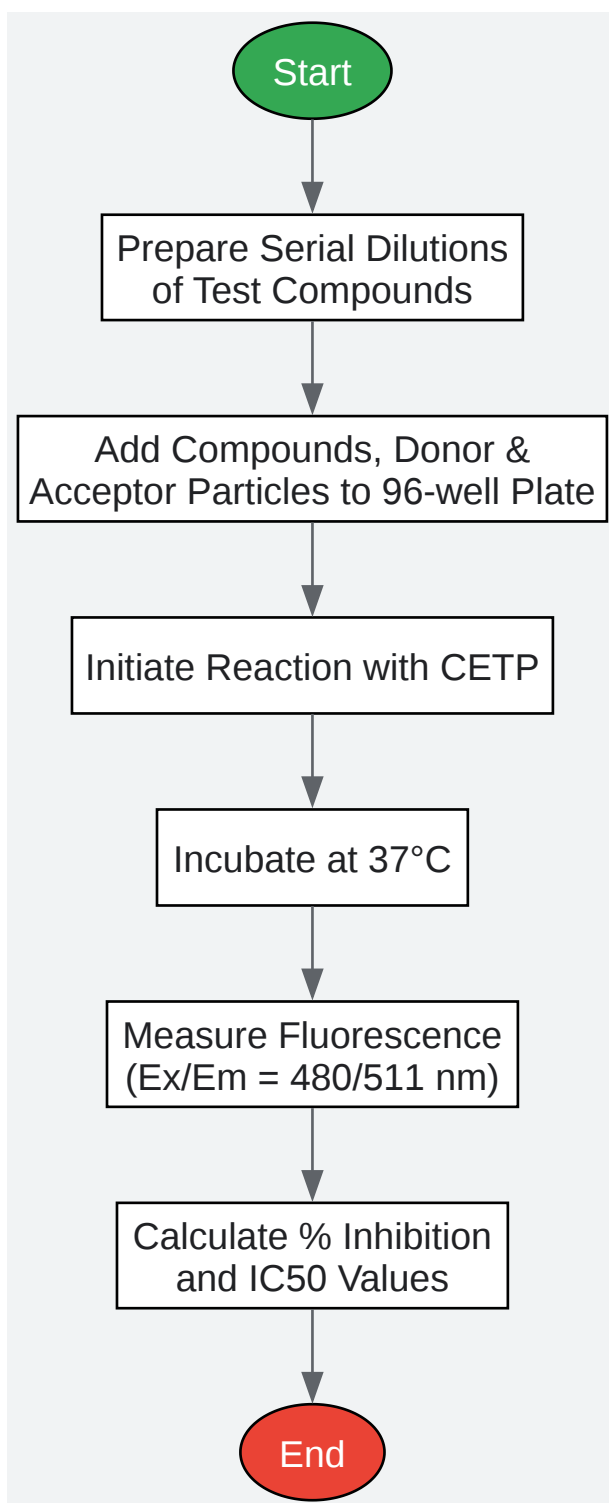 Start
Prepare Serial Dilutions
of Test Compounds
Add Compounds, Donor &
Acceptor Particles to 96-well Plate
Initiate Reaction with CETP
Incubate at 37°C
Measure Fluorescence
(Ex/Em = 480/511 nm)
Calculate % Inhibition
and IC50 Values
End